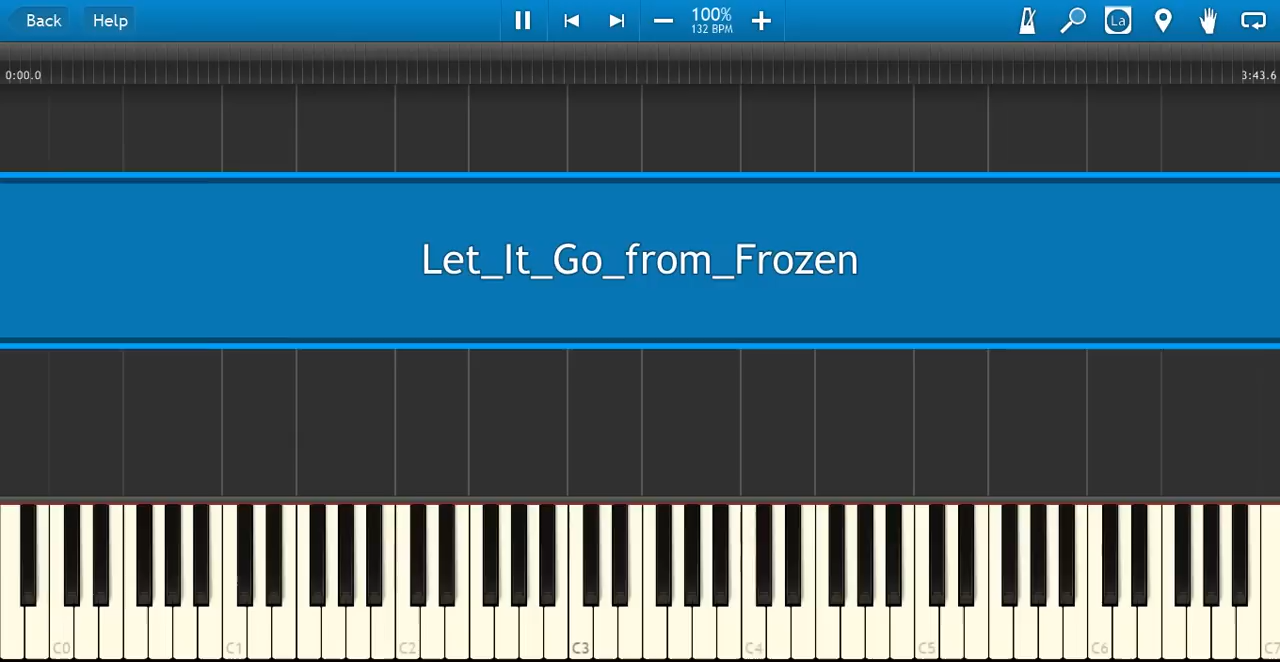 Back Help 100% La
132 BPM
0:00.0 3:43.6
Let_It_Go_from_Frozen
C0 C1 C2 C3 C4 C5 C6 C7